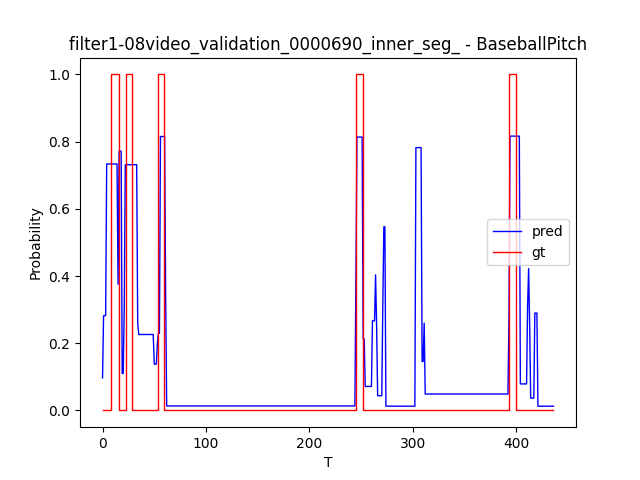 filter1-08video_validation_0000690_inner_seg_ - BaseballPitch
1.0
0.8
0.6
0.4
0.2
0.0
Probability
pred
gt
0 100 200 300 400
T